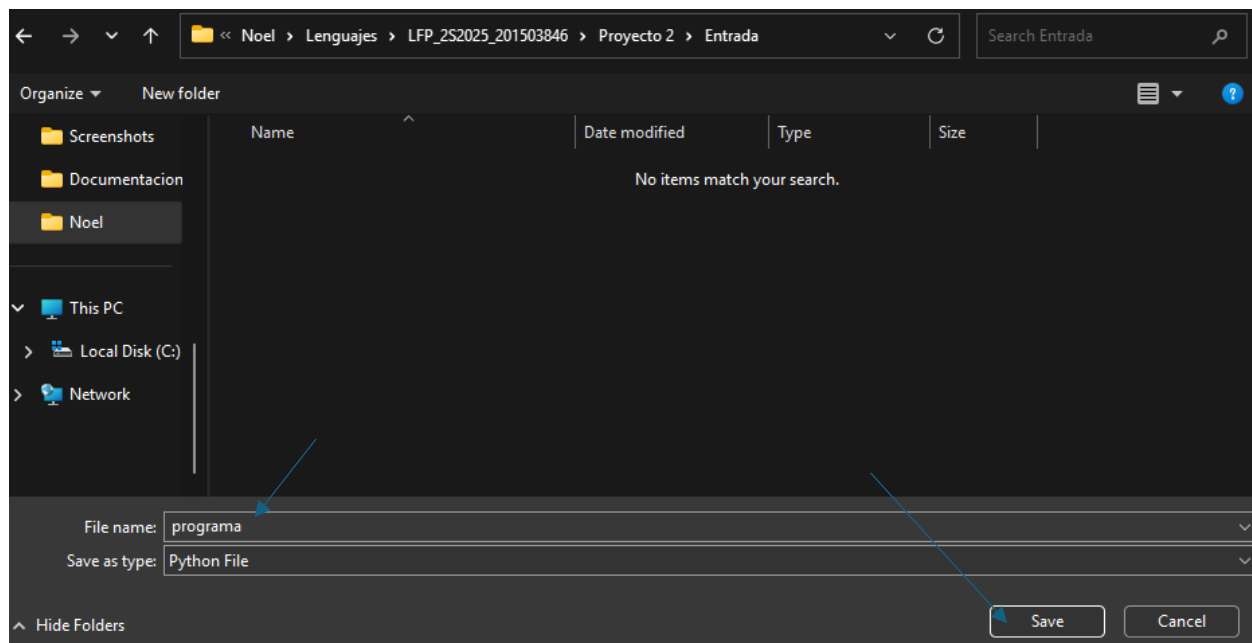 « Noel > Lenguajes > LFP_2S2025_201503846 > Proyecto 2 > Entrada
Search Entrada
Organize New folder
?
Name Date modified Type Size
No items match your search.
Screenshots
Documentacion
Noel
This PC
Local Disk (C:)
Network
File name: programa
Save as type: Python File
Hide Folders
Save Cancel